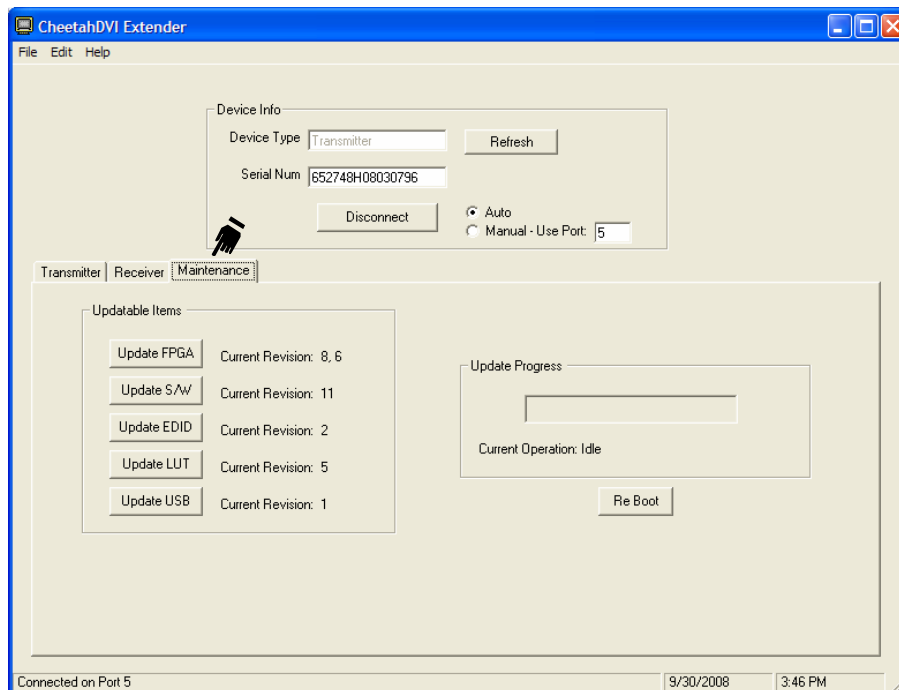 CheetahDVI Extender
File Edit Help
Device Info
Device Type Transmitter Refresh
Serial Num 652748H08030796
Disconnect Auto
Manual - Use Port: 5
Transmitter Receiver Maintenance
Updatable Items
Update FPGA Current Revision: 8, 6
Update S/W Current Revision: 11
Update EDID Current Revision: 2
Update LUT Current Revision: 5
Update USB Current Revision: 1
Update Progress
Current Operation: Idle
Re Boot
Connected on Port 5 9/30/2008 3:46 PM